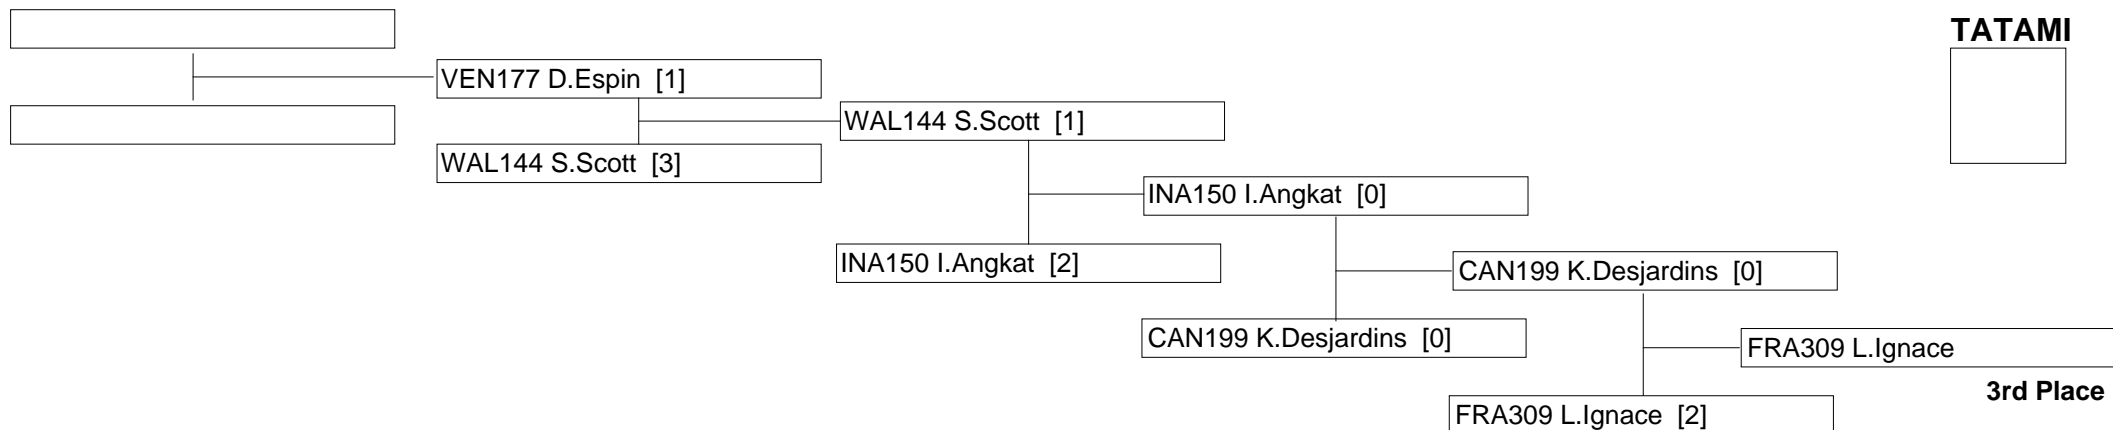 TATAMI
VEN177 D.Espin [1]
WAL144 S.Scott [1]
WAL144 S.Scott [3]
INA150 I.Angkat [0]
INA150 I.Angkat [2]
CAN199 K.Desjardins [0]
CAN199 K.Desjardins [0]
FRA309 L.Ignace
3rd Place
FRA309 L.Ignace [2]